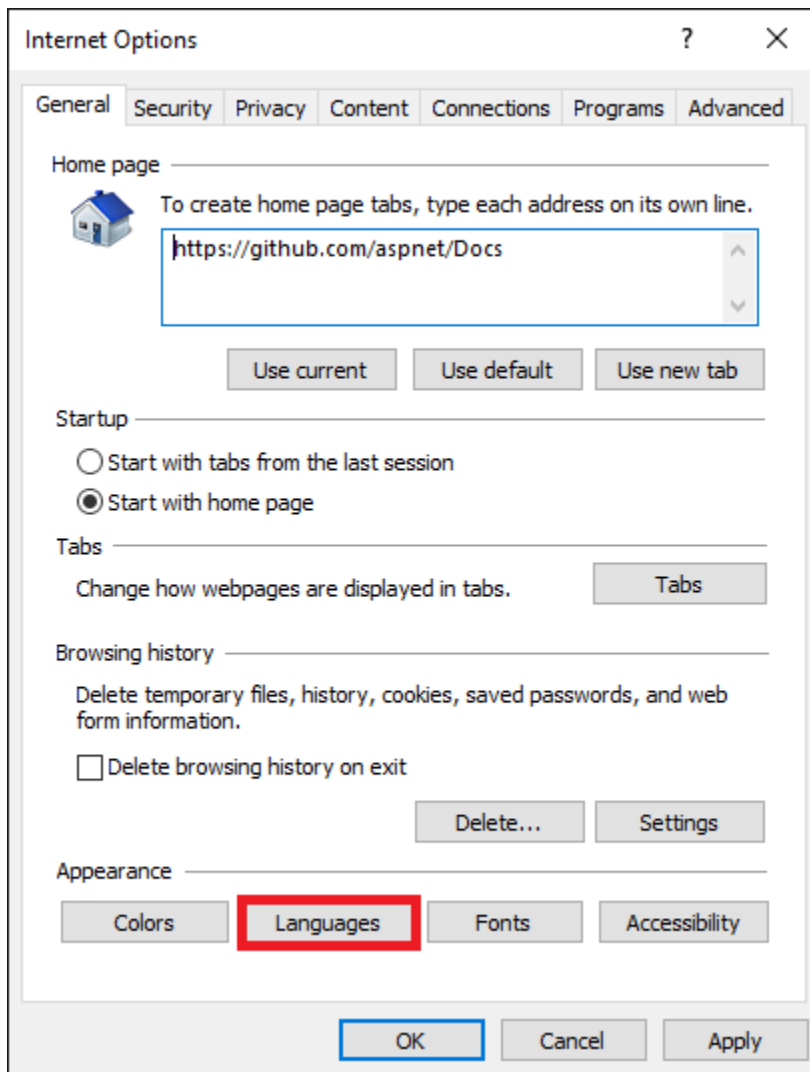 Internet Options ?
General Security Privacy Content Connections Programs Advanced
Home page
To create home page tabs, type each address on its own line.
https://github.com/aspnet/Docs
Use current Use default Use new tab
Startup
Start with tabs from the last session
Start with home page
Tabs
Change how webpages are displayed in tabs. Tabs
Browsing history
Delete temporary files, history, cookies, saved passwords, and web
form information.
Delete browsing history on exit
Delete... Settings
Appearance
Colors Languages Fonts Accessibility
OK Cancel Apply